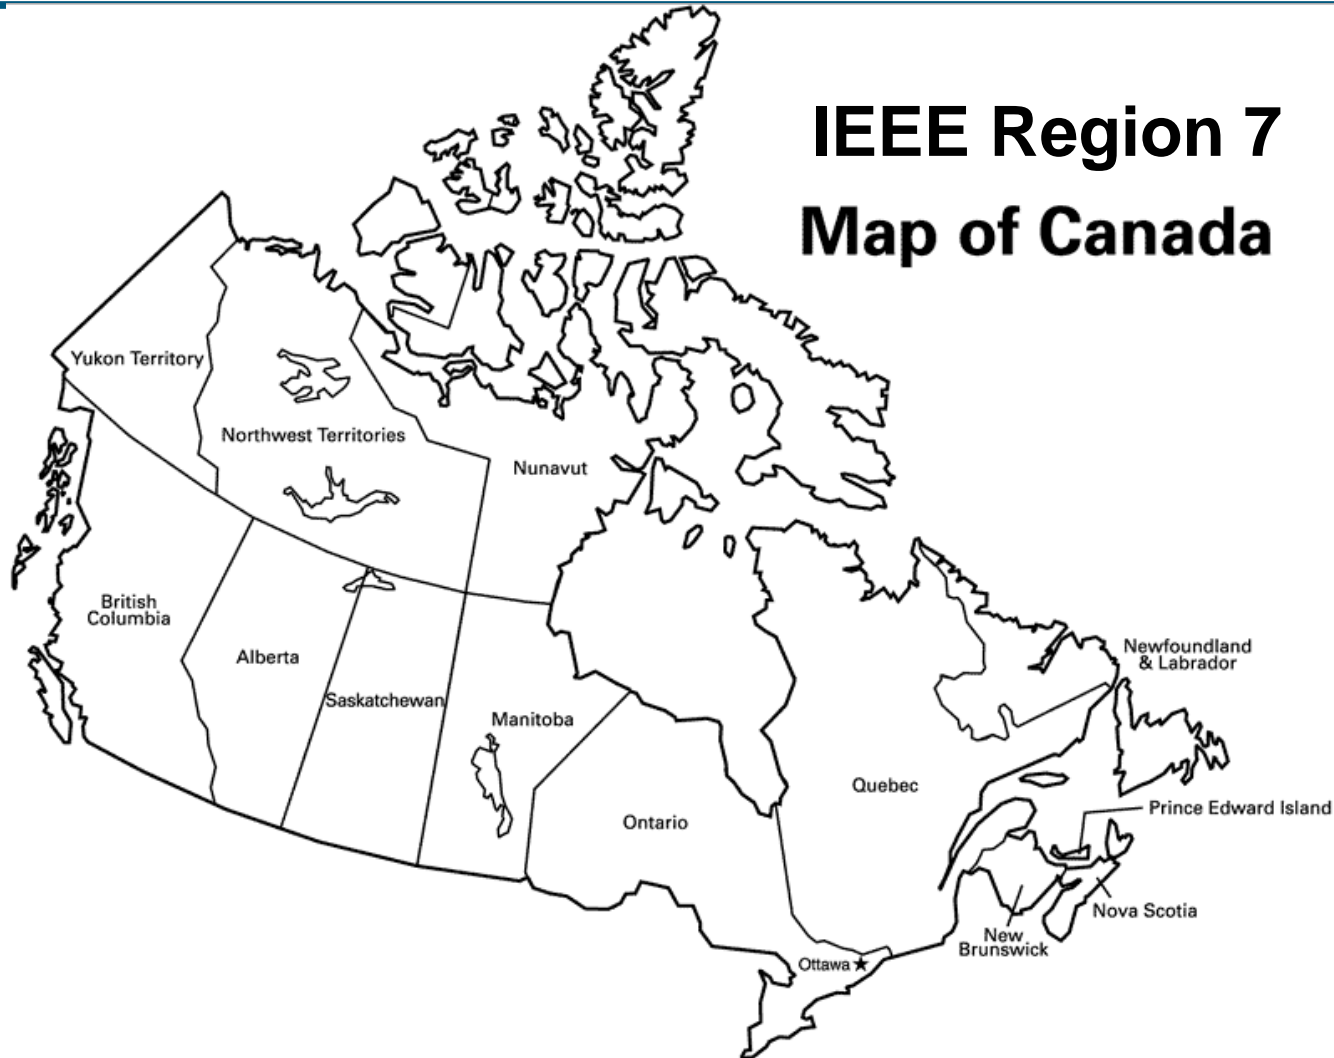 IEEE Region 7
Map of Canada
Yukon Territory
Northwest Territories
Nunavut
British
Columbia
Alberta
Saskatchewan
Manitoba
Newfoundland
& Labrador
Quebec
Prince Edward Island
Ontario
Nova Scotia
New
Brunswick
Ottawa